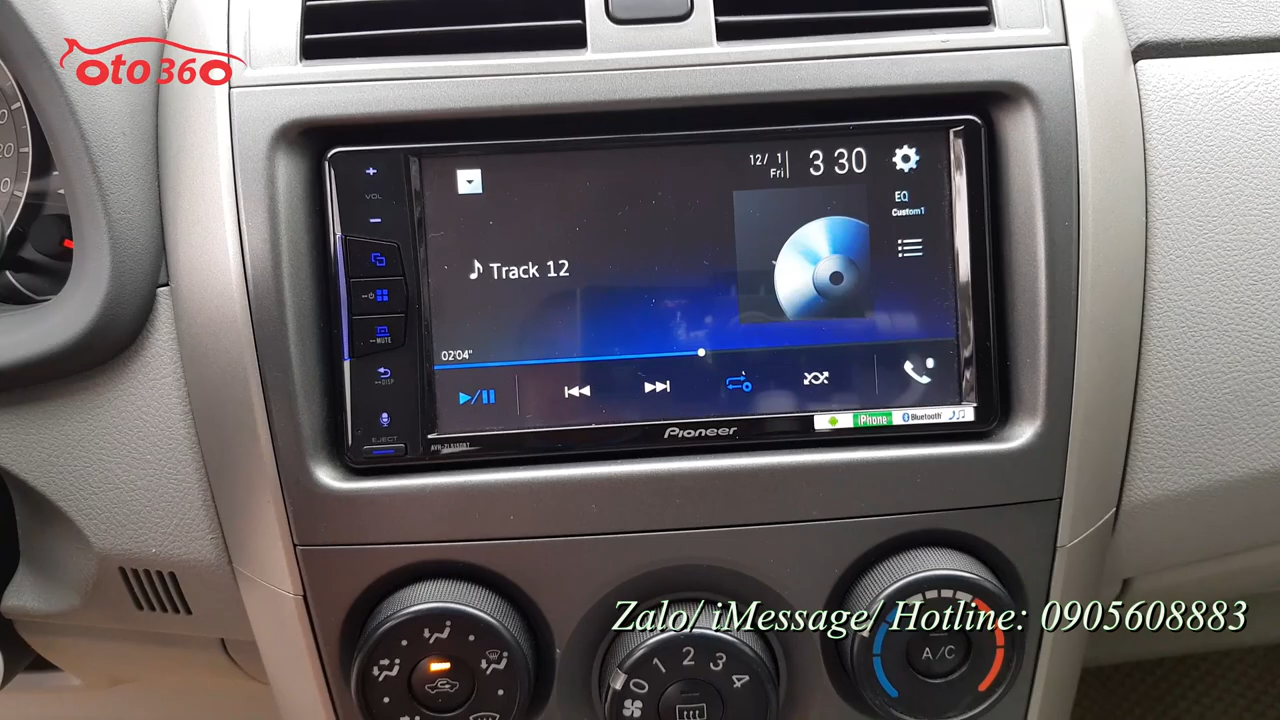 oto360
12/ 1
Fri
3 30
EQ
Custom1
VOL
Track 12
MUTE
DISP
02'04"
EJECT
Pioneer
iPhone
Bluetooth
Zalo/ iMessage/ Hotline: 0905608883
0 1 2 3 4
A/C